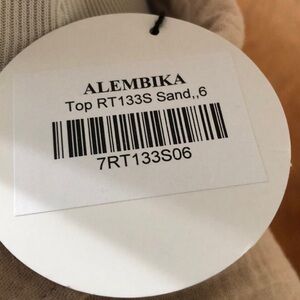 ALEMBIKA
Top RT133S Sand,,6
7RT133S06